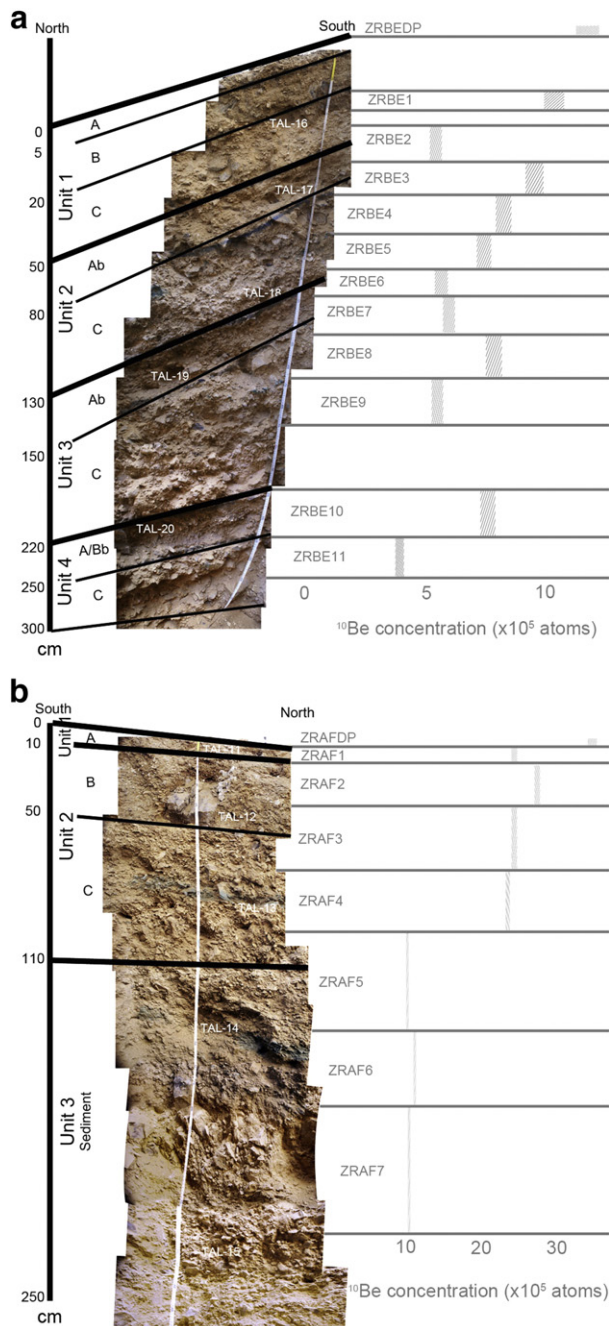 a
North
South
ZRBEDP
0
A
ZRBE1
TAL-16
5
B
ZRBE2
Unit 1
20
C
TAL-17
ZRBE3
ZRBE4
50
Ab
ZRBE5
Unit 2
TAL-18
ZRBE6
80
C
ZRBE7
TAL-19
ZRBE8
130
Ab
ZRBE9
150
Unit 3
C
TAL-20
ZRBE10
220
A/Bb
ZRBE11
Unit 4
250
C
300
cm
0 5 10
10Be concentration (x10⁵ atoms)
b
South
North
0
Unit 1
A
ZRAFDP
10
ZRAF1
B
ZRAF2
50
TAL-12
Unit 2
ZRAF3
C
TAL-13
ZRAF4
110
ZRAF5
TAL-14
ZRAF6
Unit 3
Sediment
ZRAF7
10 20 30
250
cm
10Be concentration (x10⁵ atoms)